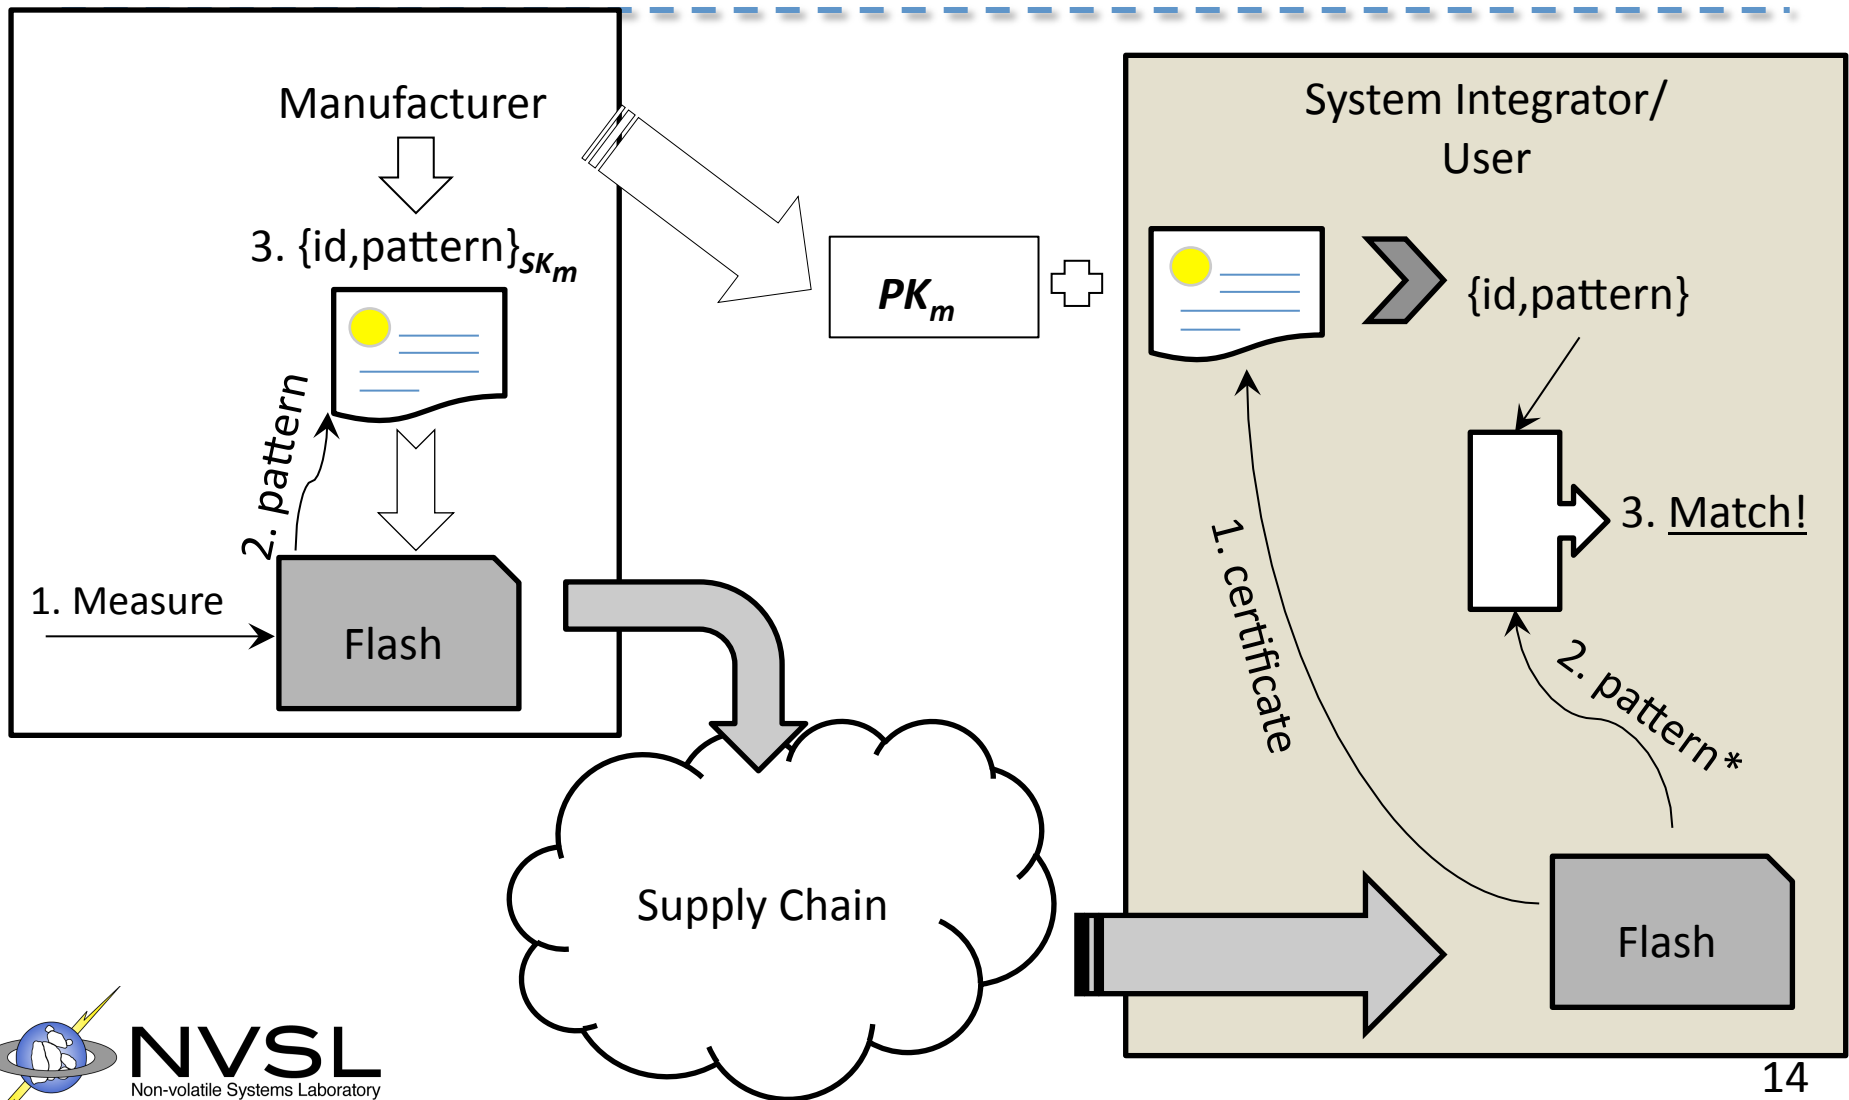 Manufacturer
3. {id,pattern}SKm
2. pattern
1. Measure
Flash
PKm
Supply Chain
System Integrator/
User
{id,pattern}
3. Match!
1. certificate
2. pattern*
Flash
NVSL
Non-volatile Systems Laboratory
14